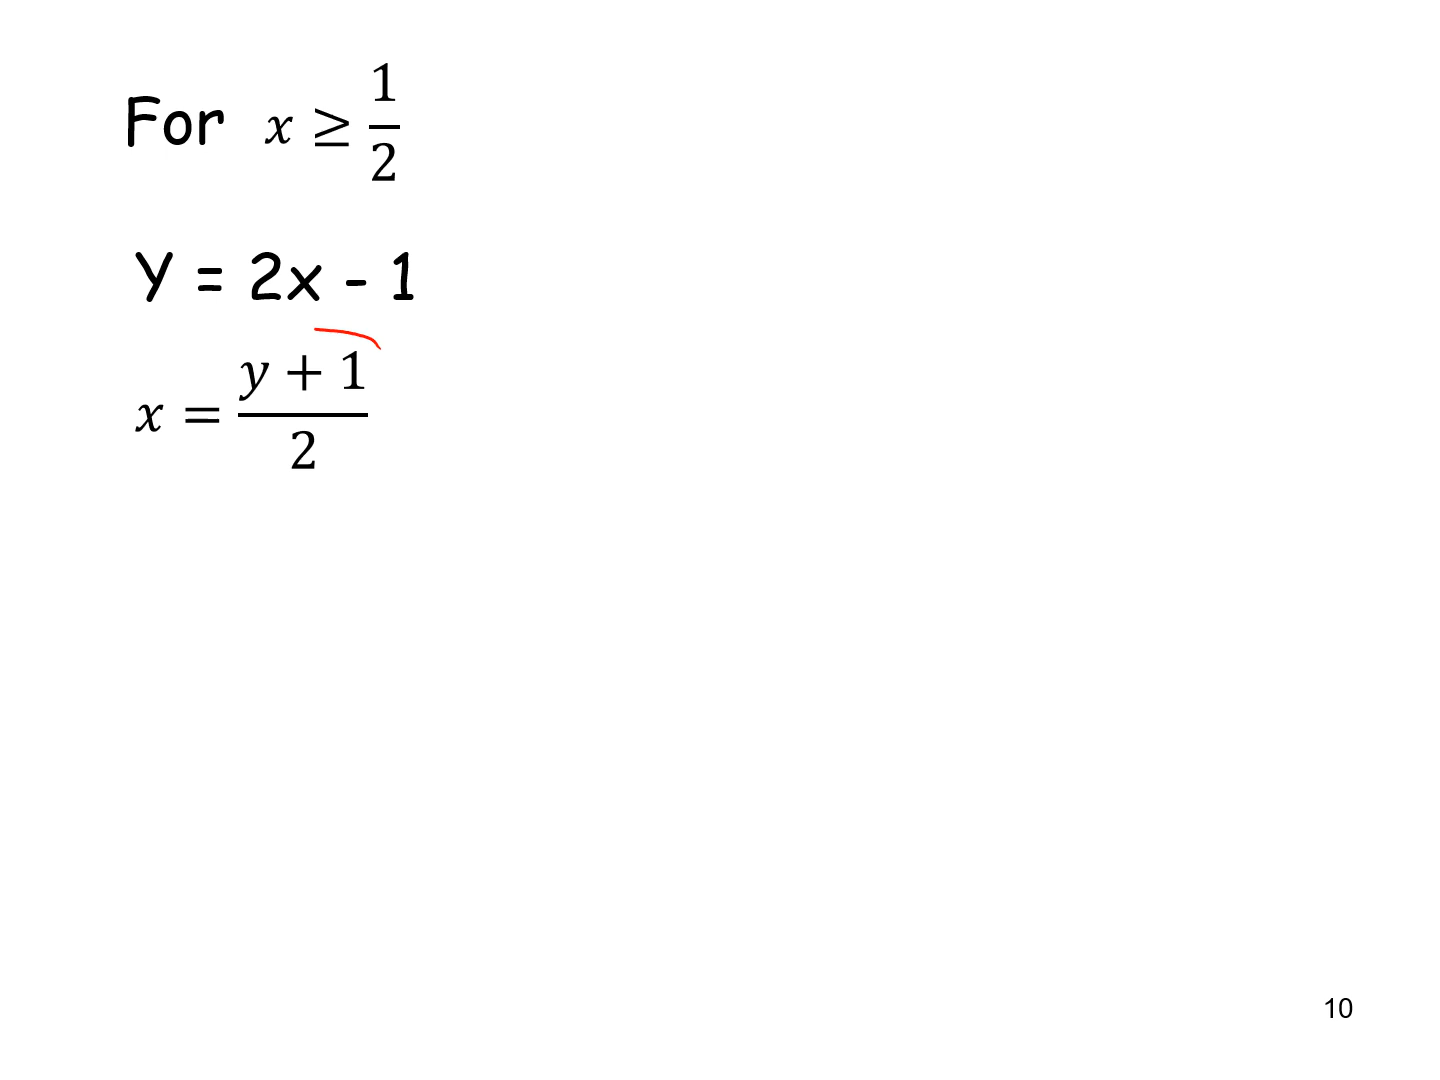 For x ≥ 1/2
Y = 2x - 1
x = (y + 1)/2
10